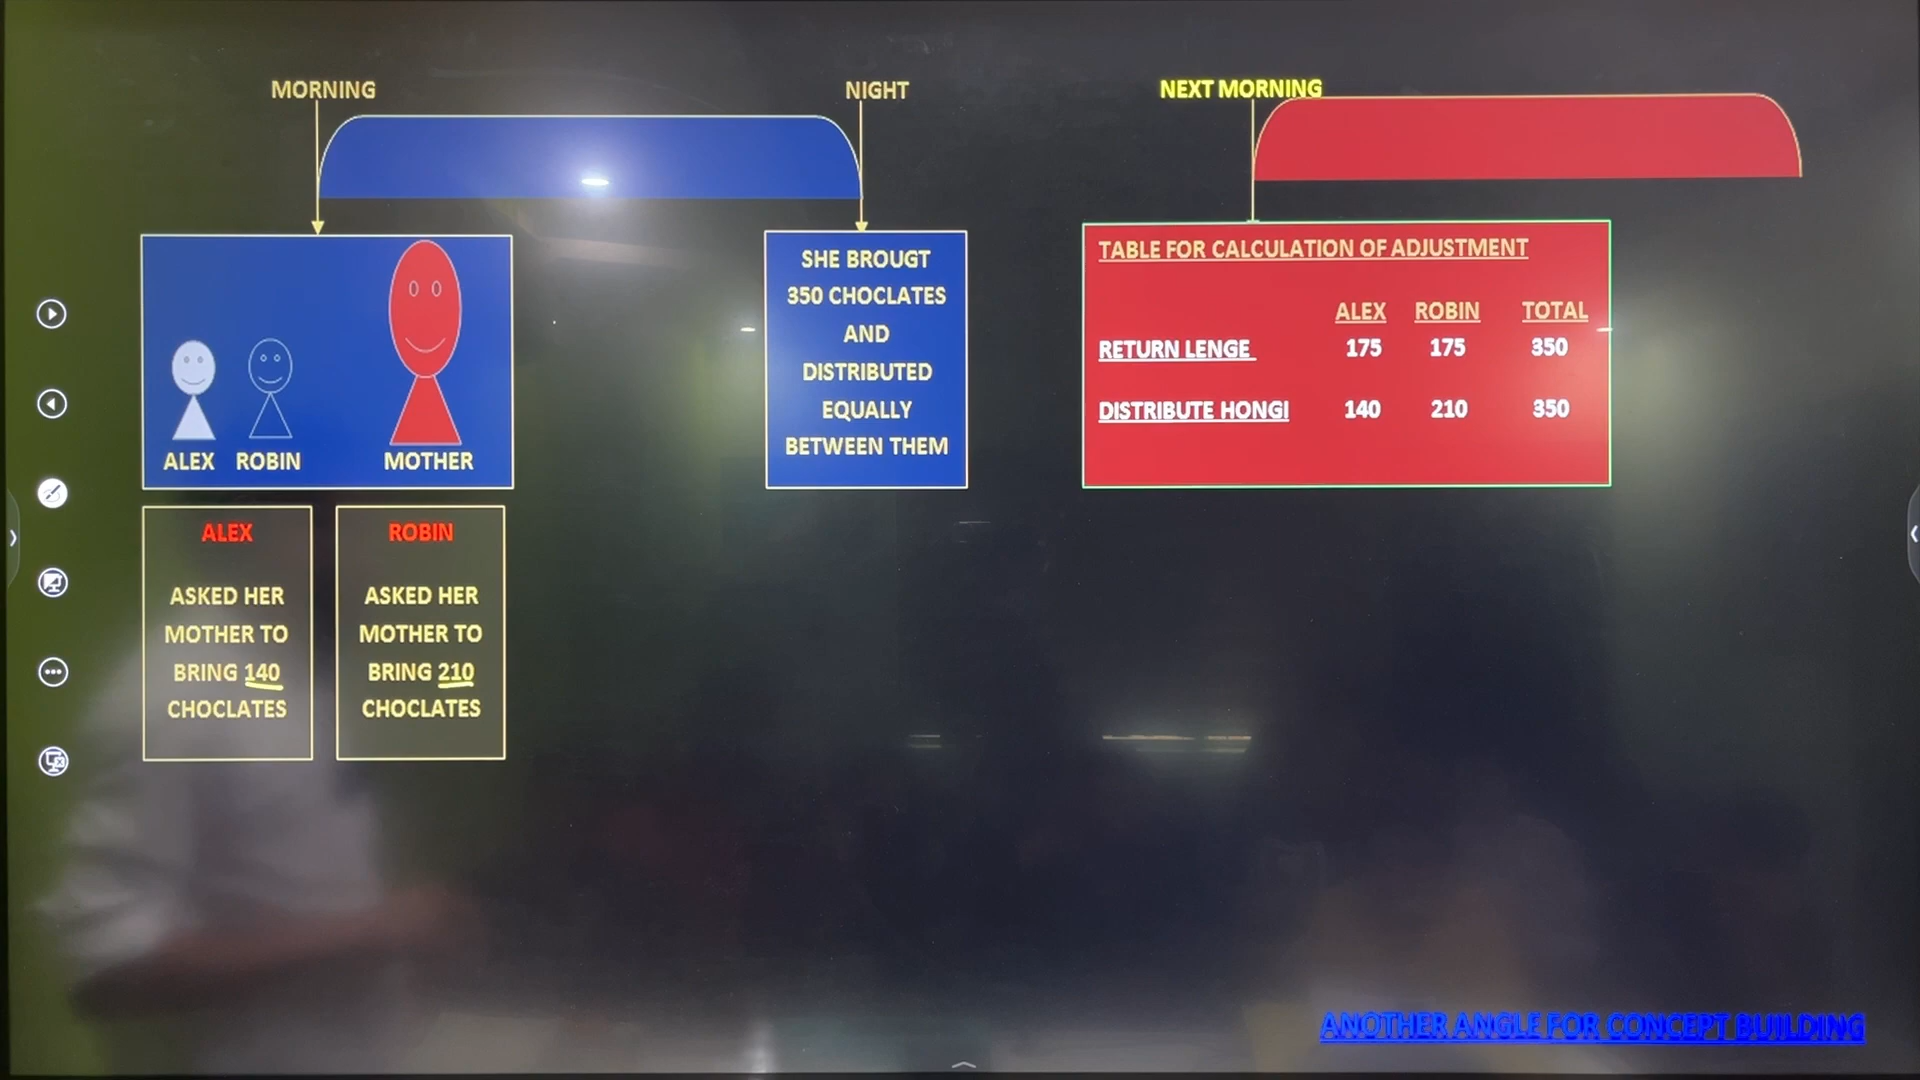 MORNING
NIGHT
NEXT MORNING
ALEX ROBIN MOTHER
SHE BROUGT
350 CHOCLATES
AND
DISTRIBUTED
EQUALLY
BETWEEN THEM
TABLE FOR CALCULATION OF ADJUSTMENT
ALEX ROBIN TOTAL
RETURN LENGE 175 175 350
DISTRIBUTE HONGI 140 210 350
ALEX
ASKED HER
MOTHER TO
BRING 140
CHOCLATES
ROBIN
ASKED HER
MOTHER TO
BRING 210
CHOCLATES
ANOTHER ANGLE FOR CONCEPT BUILDING